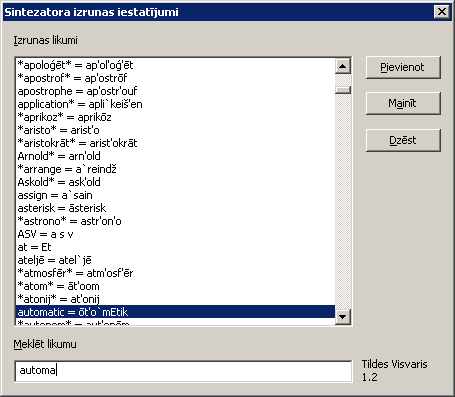 Sintezatora izrunas iestatījumi
Izrunas likumi
*apoloģēt* = ap'ol'oģ'ēt
*apostrof* = ap'ostrōf
apostrophe = ap'ostr'ouf
application* = apli`keiš'en
*aprikoz* = aprikōz
*aristo* = arist'o
*aristokrāt* = arist'okrāt
Arnold* = arn'old
*arrange = a`reindž
Askold* = ask'old
assign = a`sain
asterisk = āsterisk
*astrono* = astr'on'o
ASV = a s v
at = Et
ateljē = atel`jē
*atmosfēr* = atm'osf'ēr
*atom* = āt'oom
*atonij* = at'onij
automatic = ōt'o`mEtik
*autonom* = aut'onōm
Pievienot
Mainīt
Dzēst
Meklēt likumu
automa
Tildes Visvaris
1.2